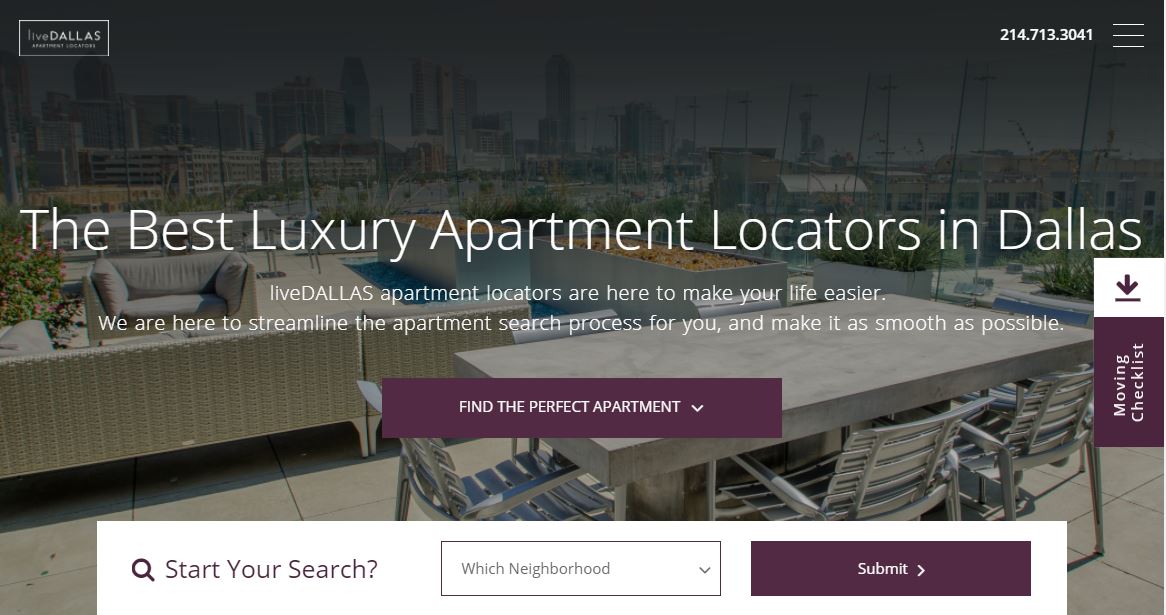 liveDALLAS
APARTMENT LOCATORS
214.713.3041
The Best Luxury Apartment Locators in Dallas
liveDALLAS apartment locators are here to make your life easier.
We are here to streamline the apartment search process for you, and make it as smooth as possible.
Moving
Checklist
FIND THE PERFECT APARTMENT
Start Your Search?
Which Neighborhood
Submit